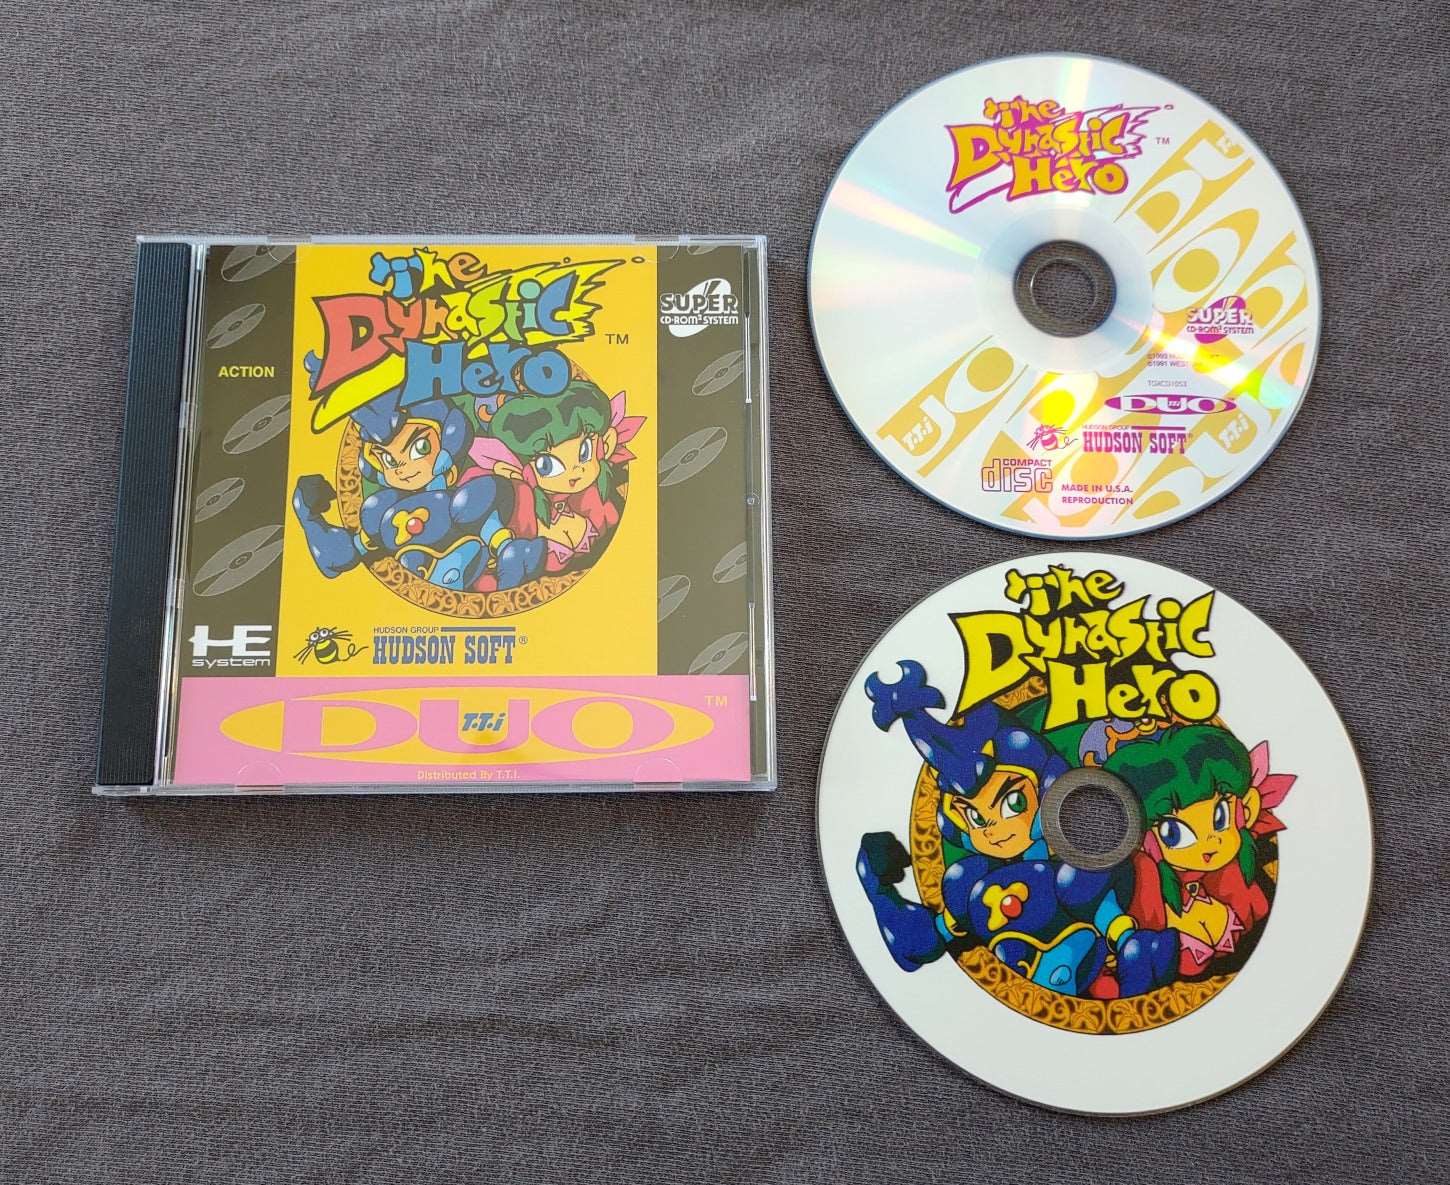 The
Dynastic
Hero
TM
SUPER
CD-ROM² SYSTEM
ACTION
HE
system
HUDSON GROUP
HUDSON SOFT®
DUO
T.T.i
TM
Distributed By T.T.I.
The
Dynastic
Hero
TM
SUPER
CD-ROM² SYSTEM
©1991 WEST
TGXCD1053
DUO
T.T.i
T.T.i
HUDSON GROUP
HUDSON SOFT®
COMPACT
disc
MADE IN U.S.A.
REPRODUCTION
The
Dynastic
Hero